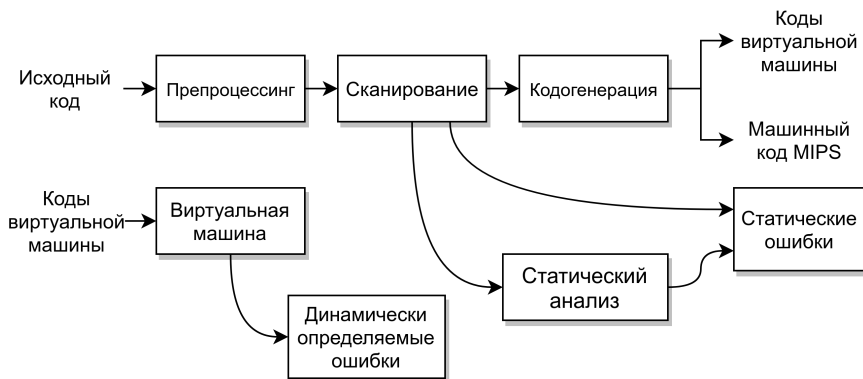 Коды
виртуальной
машины
Исходный
код
Препроцессинг
Сканирование
Кодогенерация
Машинный
код MIPS
Коды
виртуальной
машины
Виртуальная
машина
Статические
ошибки
Статический
анализ
Динамически
определяемые
ошибки